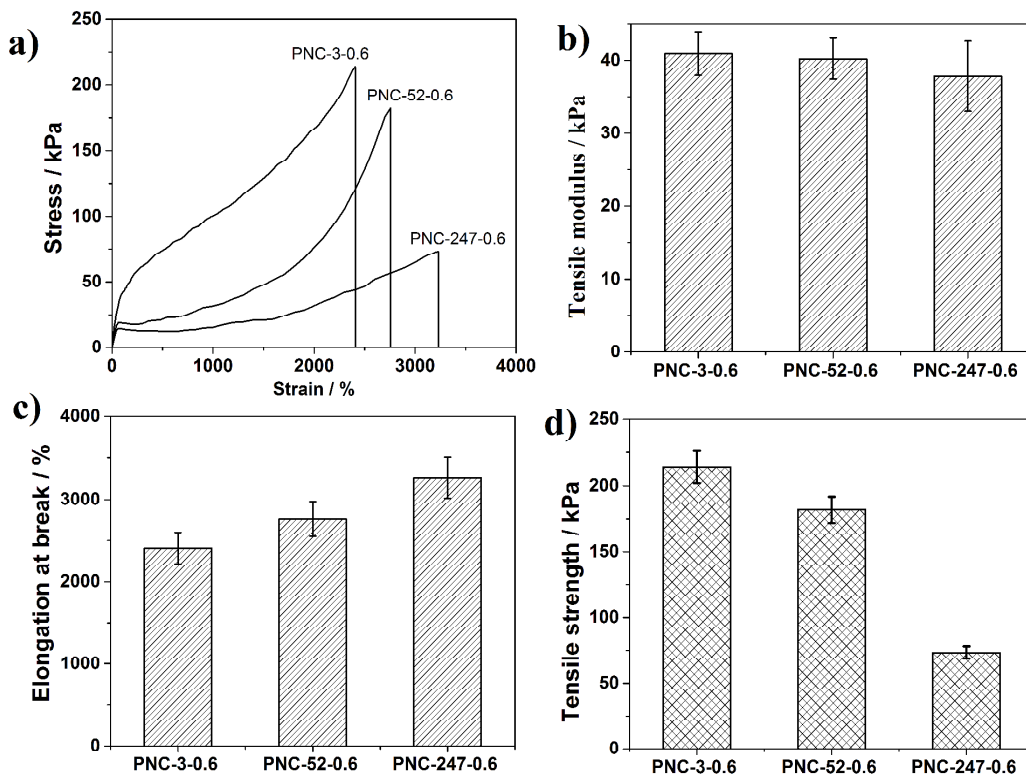 a)
250
200
150
100
50
0
Stress / kPa
PNC-3-0.6
PNC-52-0.6
PNC-247-0.6
0 1000 2000 3000 4000
Strain / %
b)
40
30
20
10
0
Tensile modulus / kPa
PNC-3-0.6 PNC-52-0.6 PNC-247-0.6
c)
4000
3000
2000
1000
0
Elongation at break / %
PNC-3-0.6 PNC-52-0.6 PNC-247-0.6
d)
250
200
150
100
50
0
Tensile strength / kPa
PNC-3-0.6 PNC-52-0.6 PNC-247-0.6